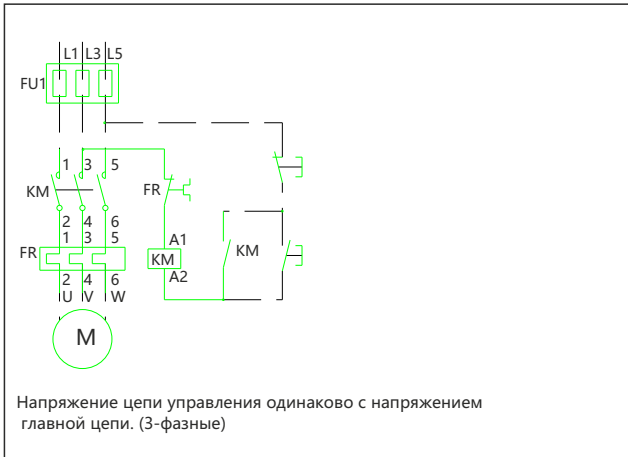 L1 L3 L5
FU1
1 3 5
KM
FR
2 4 6
1 3 5
FR
A1
KM
A2
KM
2 4 6
U V W
M
Напряжение цепи управления одинаково с напряжением
главной цепи. (3-фазные)